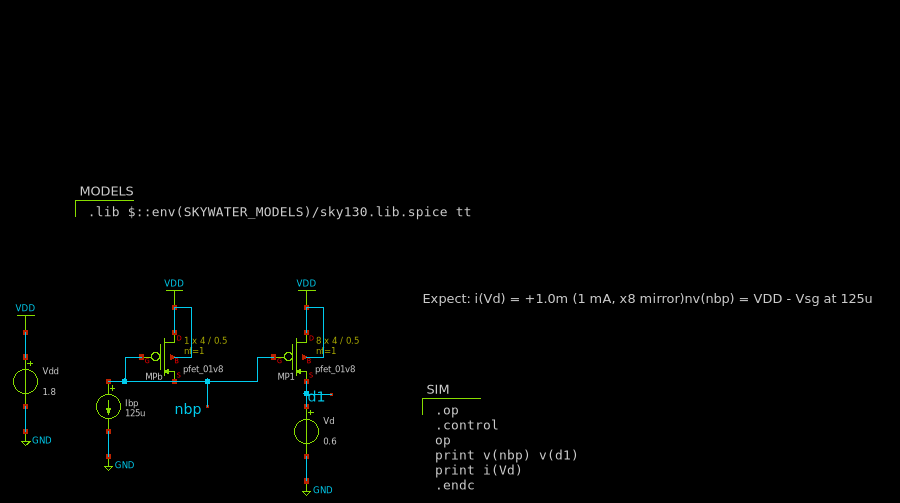 MODELS
.lib $::env(SKYWATER_MODELS)/sky130.lib.spice tt
VDD
VDD
Expect: i(Vd) = +1.0m (1 mA, x8 mirror)nv(nbp) = VDD - Vsg at 125u
VDD
D
1 x 4 / 0.5
D
8 x 4 / 0.5
nf=1
nf=1
G
B
G
B
+
pfet_01v8
pfet_01v8
Vdd
MPb
S
MP1
S
1.8
+
SIM
d1
Ibp
125u
nbp
+
.op
Vd
.control
0.6
op
GND
print v(nbp) v(d1)
GND
print i(Vd)
GND
.endc